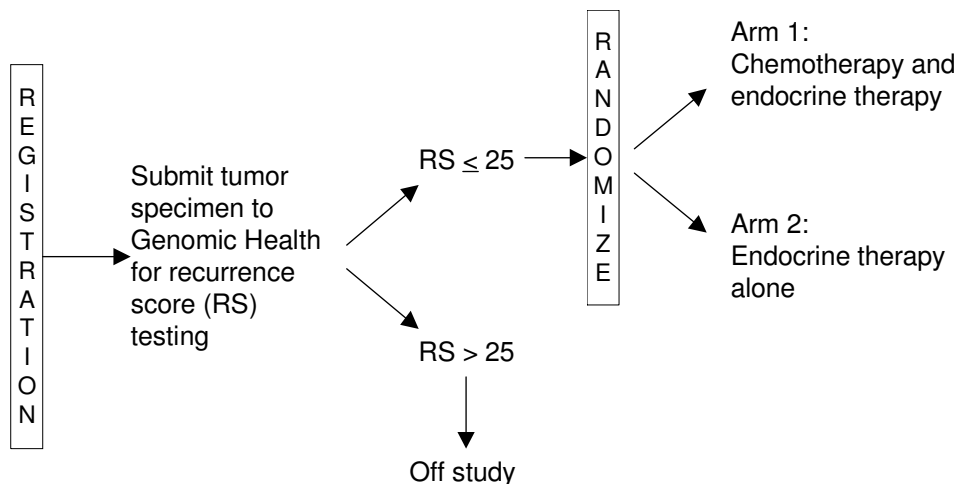 REGISTRATION
Submit tumor
specimen to
Genomic Health
for recurrence
score (RS)
testing
RS ≤ 25
RS > 25
Off study
RANDOMIZE
Arm 1:
Chemotherapy and
endocrine therapy
Arm 2:
Endocrine therapy
alone